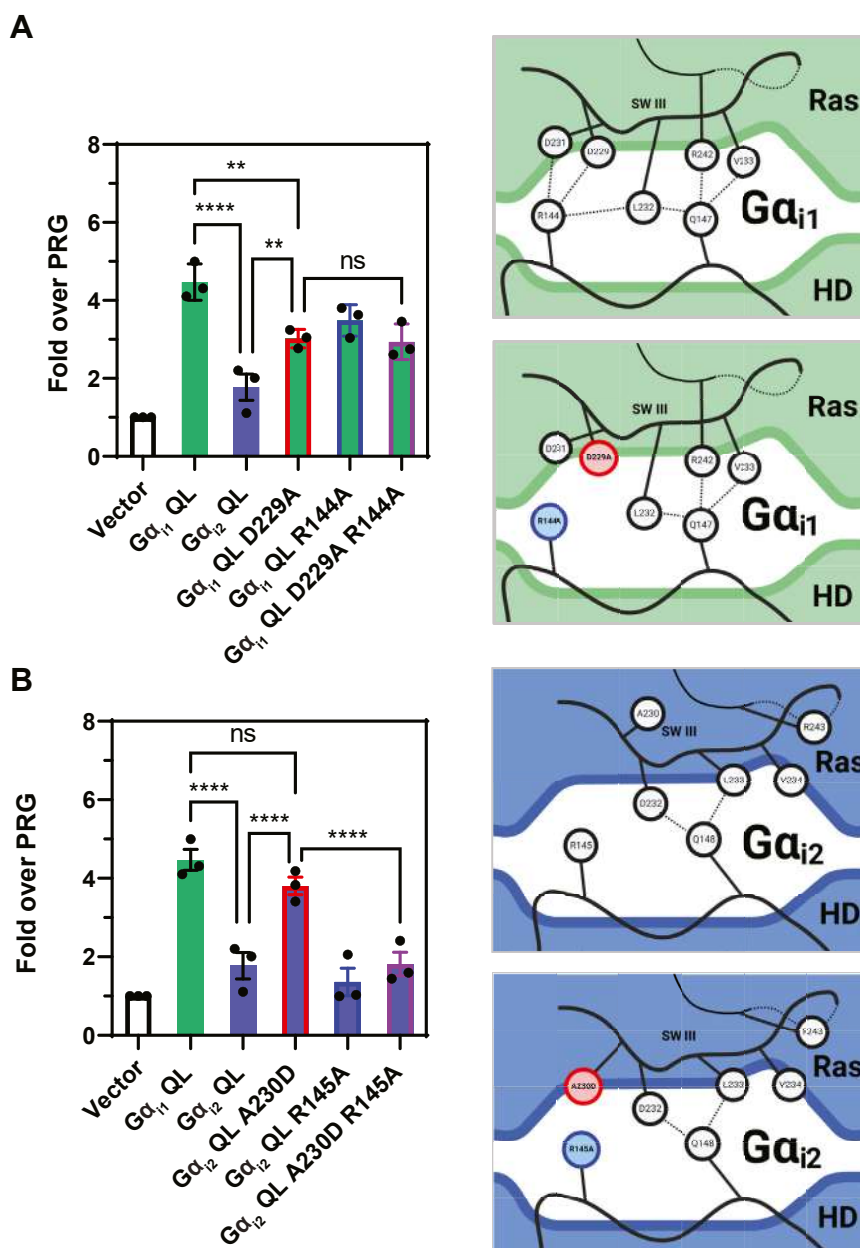 A
Fold over PRG
8
6
4
2
0
**
****
**
ns
Vector
Gαi1 QL
Gαi2 QL
Gαi1 QL D229A
Gαi1 QL R144A
Gαi1 QL D229A R144A
SW III
Ras
D231
D229
R242
V233
R144
L232
Q147
Gαi1
HD
SW III
Ras
D231
D229A
R242
V233
R144A
L232
Q147
Gαi1
HD
B
Fold over PRG
8
6
4
2
0
ns
****
****
****
Vector
Gαi1 QL
Gαi2 QL
Gαi2 QL A230D
Gαi2 QL R145A
Gαi2 QL A230D R145A
A230
SW III
R243
Ras
D232
L233
V234
R145
Q148
Gαi2
HD
SW III
R243
Ras
A230D
D232
L233
V234
R145A
Q148
Gαi2
HD